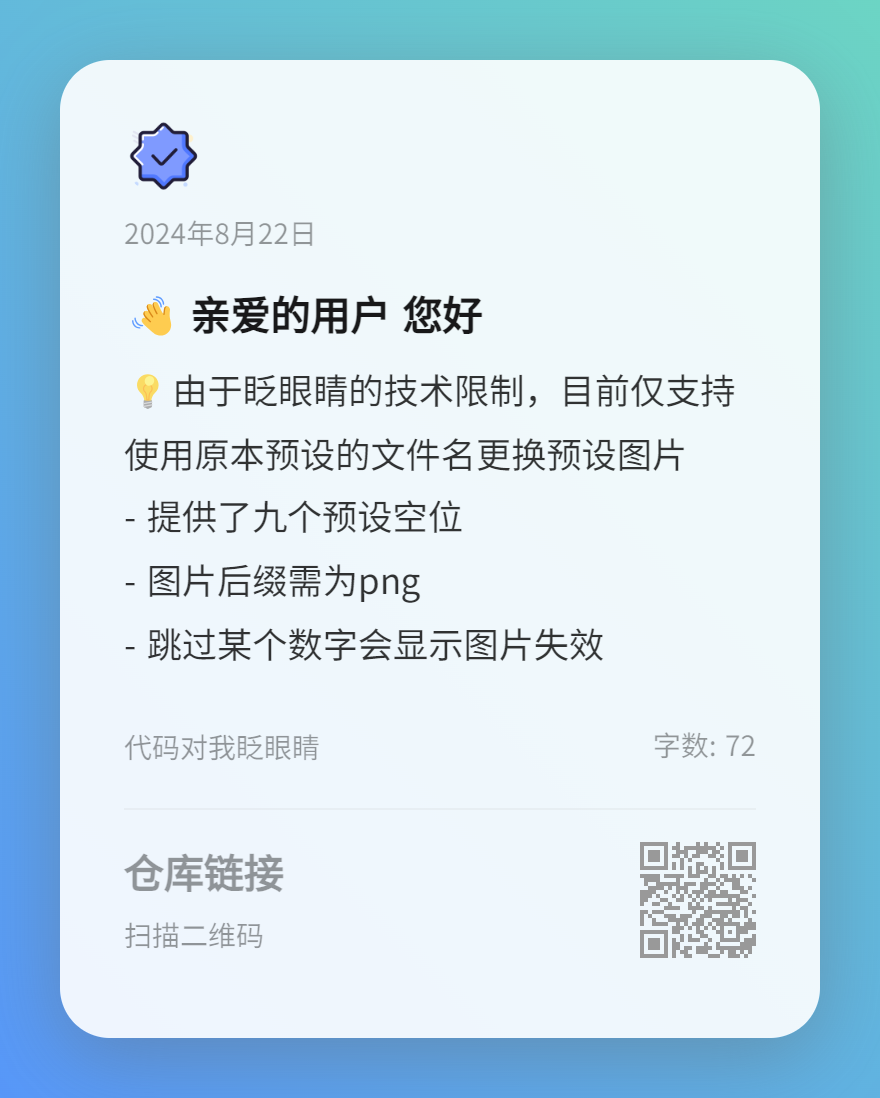 2024年8月22日
👋 亲爱的用户 您好
💡由于眨眼睛的技术限制，目前仅支持
使用原本预设的文件名更换预设图片
- 提供了九个预设空位
- 图片后缀需为png
- 跳过某个数字会显示图片失效
代码对我眨眼睛
字数: 72
仓库链接
扫描二维码